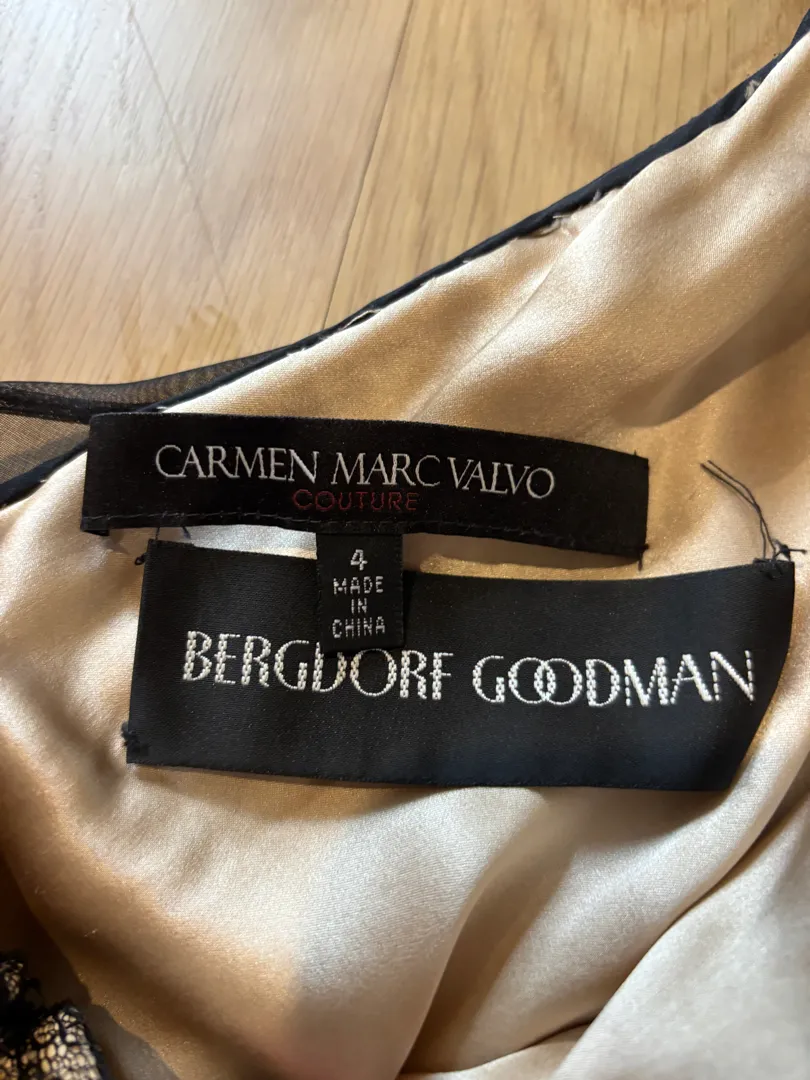 CARMEN MARC VALVO
COUTURE
4
MADE
IN
CHINA
BERGDORF GOODMAN